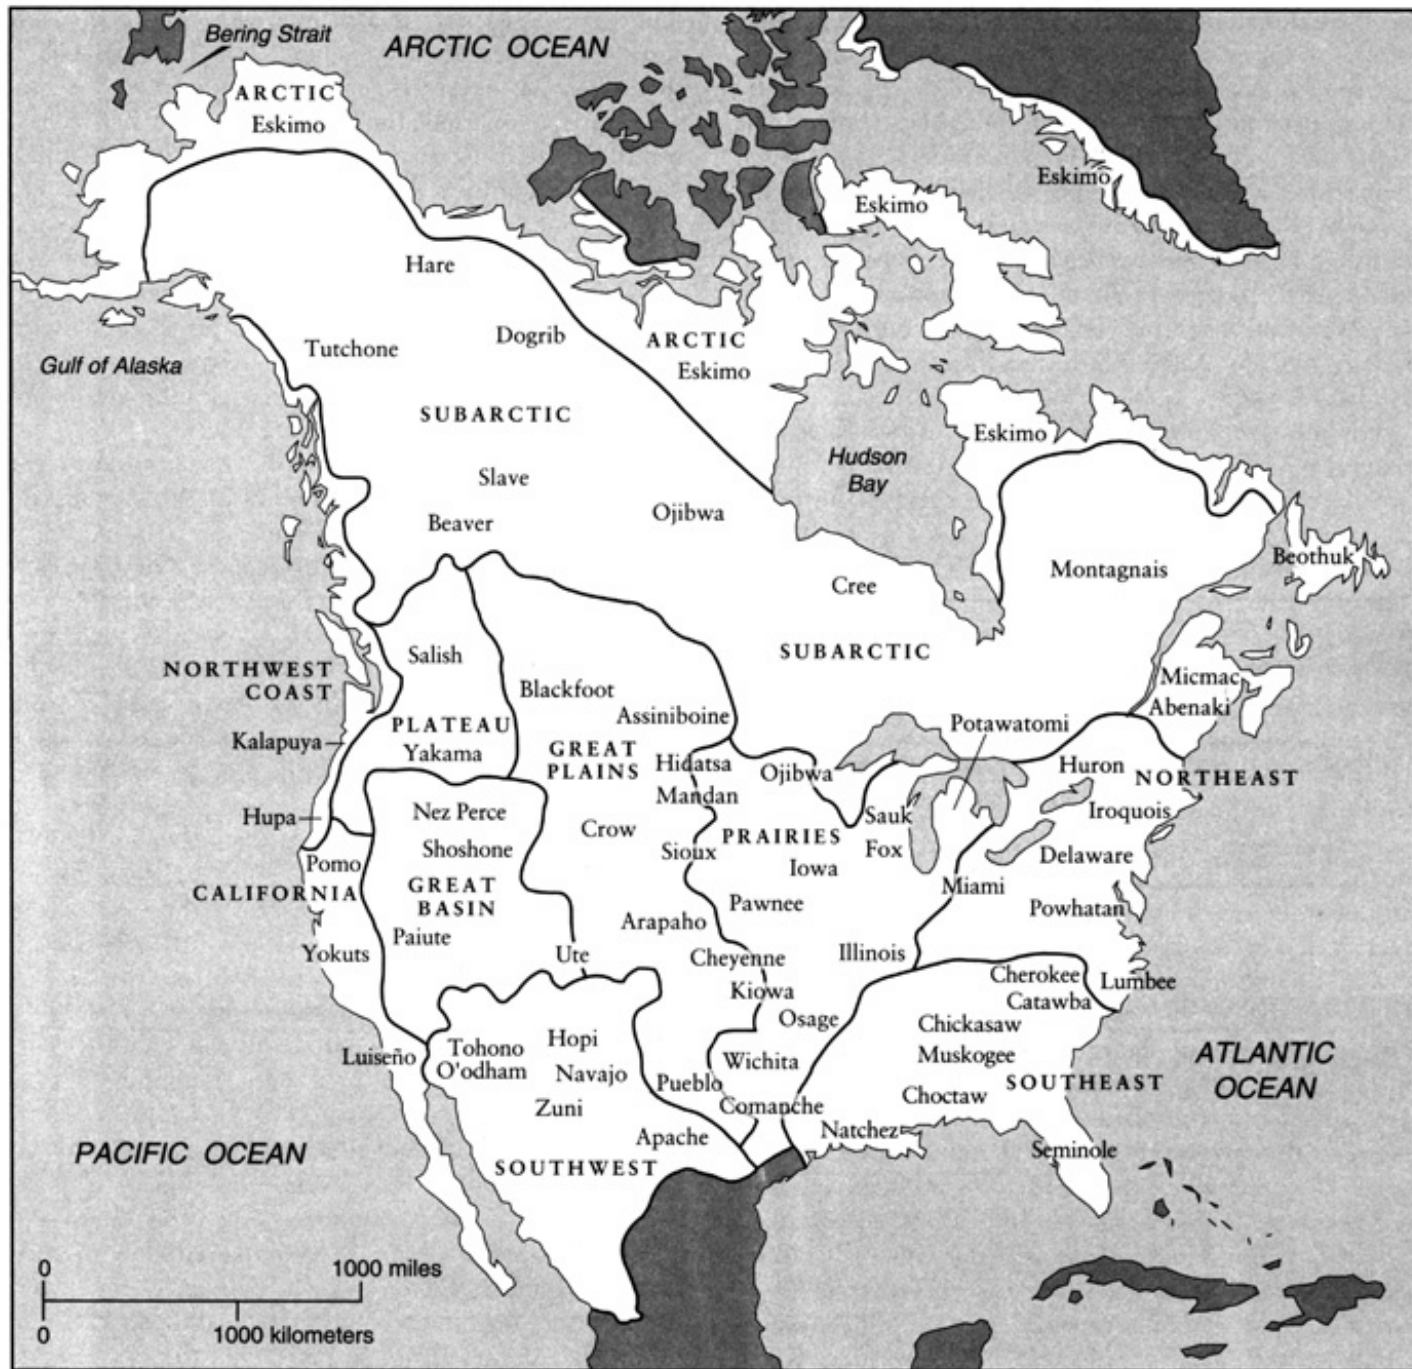 Bering Strait
ARCTIC OCEAN
ARCTIC
Eskimo
Eskimo
Eskimo
Hare
Dogrib
Tutchone
ARCTIC
Eskimo
Gulf of Alaska
SUBARCTIC
Eskimo
Hudson
Bay
Slave
Ojibwa
Beaver
Beothuk
Montagnais
Cree
SUBARCTIC
Salish
NORTHWEST
COAST
Micmac
Abenaki
Blackfoot
Assiniboine
Potawatomi
PLATEAU
Yakama
Kalapuya
GREAT
PLAINS
Hidatsa
Mandan
Ojibwa
Huron
NORTHEAST
Nez Perce
Hupa
Iroquois
Sauk
Fox
Crow
PRAIRIES
Sioux
Iowa
Shoshone
Delaware
Pomo
CALIFORNIA
GREAT
BASIN
Miami
Pawnee
Powhatan
Arapaho
Paiute
Yokuts
Ute
Cheyenne
Illinois
Cherokee
Catawba
Lumbee
Kiowa
Osage
Chickasaw
Muskogee
Hopi
Tohono
O'odham
Luiseño
Navajo
Wichita
Pueblo
SOUTHEAST
ATLANTIC
OCEAN
Choctaw
Zuni
Comanche
Apache
Natchez
Seminole
PACIFIC OCEAN
SOUTHWEST
0 1000 miles
0 1000 kilometers